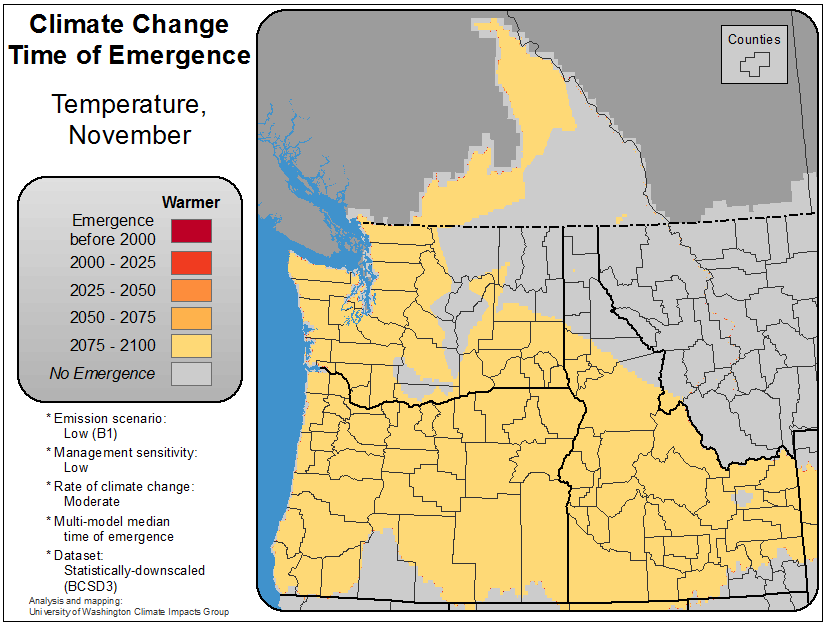 Climate Change
Time of Emergence
Temperature,
November
Warmer
Emergence
before 2000
2000 - 2025
2025 - 2050
2050 - 2075
2075 - 2100
No Emergence
* Emission scenario:
Low (B1)
* Management sensitivity:
Low
* Rate of climate change:
Moderate
* Multi-model median
time of emergence
* Dataset:
Statistically-downscaled
(BCSD3)
Analysis and mapping:
University of Washington Climate Impacts Group
Counties